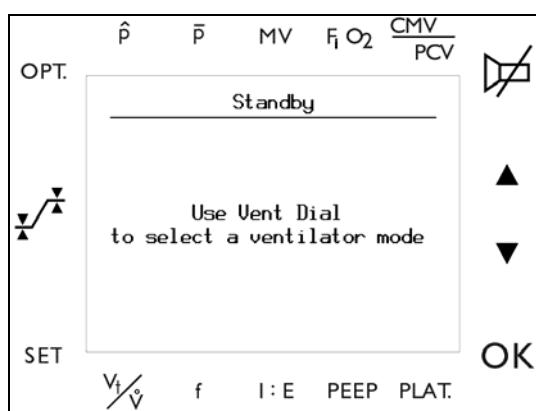 p̂ p̄ MV FiO2 CMV/PCV
OPT.
Standby
Use Vent Dial
to select a ventilator mode
SET
OK
Vt/V̇ f I : E PEEP PLAT.